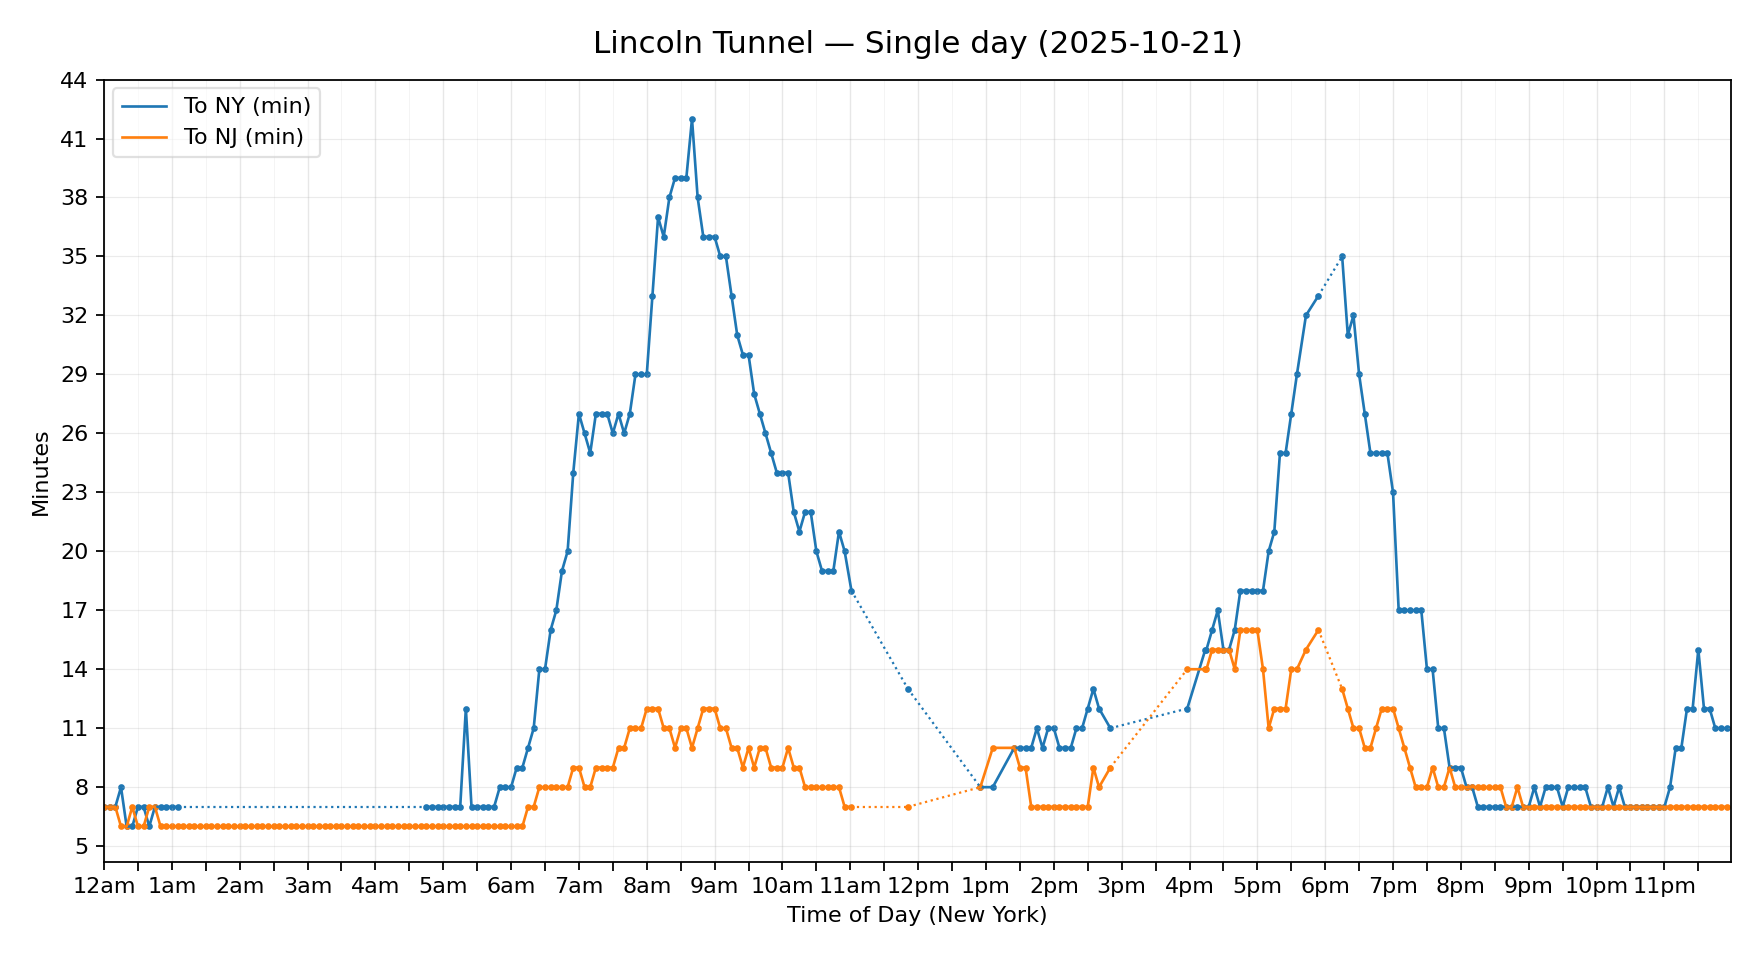 Lincoln Tunnel — Single day (2025-10-21)
To NY (min)
To NJ (min)
44
41
38
35
32
29
26
23
20
17
14
11
8
5
Minutes
12am 1am 2am 3am 4am 5am 6am 7am 8am 9am 10am 11am 12pm 1pm 2pm 3pm 4pm 5pm 6pm 7pm 8pm 9pm 10pm 11pm
Time of Day (New York)